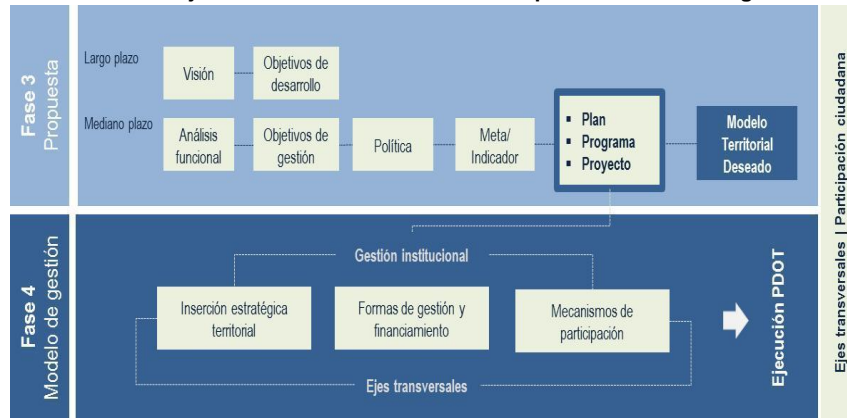 Fase 3
Propuesta
Largo plazo
Visión
Objetivos de
desarrollo
Mediano plazo
Análisis
funcional
Objetivos de
gestión
Política
Meta/
Indicador
▪ Plan
▪ Programa
▪ Proyecto
Modelo
Territorial
Deseado
Fase 4
Modelo de gestión
Gestión institucional
Inserción estratégica
territorial
Formas de gestión y
financiamiento
Mecanismos de
participación
Ejes transversales
Ejecución PDOT
Ejes transversales | Participación ciudadana